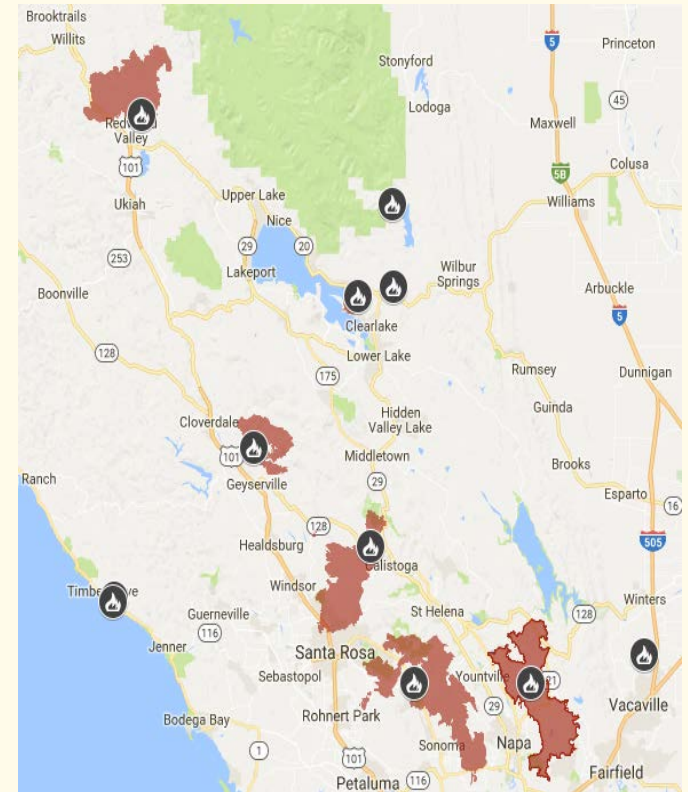 Brooktrails
Willits
5
Princeton
Stonyford
45
Lodoga
Maxwell
Valley
101
Colusa
5B
Upper Lake
Williams
Ukiah
Nice
29
20
253
Lakeport
Wilbur
Springs
Arbuckle
Boonville
5
Clearlake
128
Lower Lake
175
Rumsey
Dunnigan
Guinda
Hidden
Valley Lake
Cloverdale
101
Middletown
Brooks
Ranch
Geyserville
29
Esparto
16
128
505
Healdsburg
Calistoga
Windsor
Winters
St Helena
128
Guerneville
116
Jenner
Santa Rosa
Sebastopol
Yountville
29
Rohnert Park
Vacaville
Bodega Bay
Sonoma
Napa
1
101
Fairfield
Petaluma
116